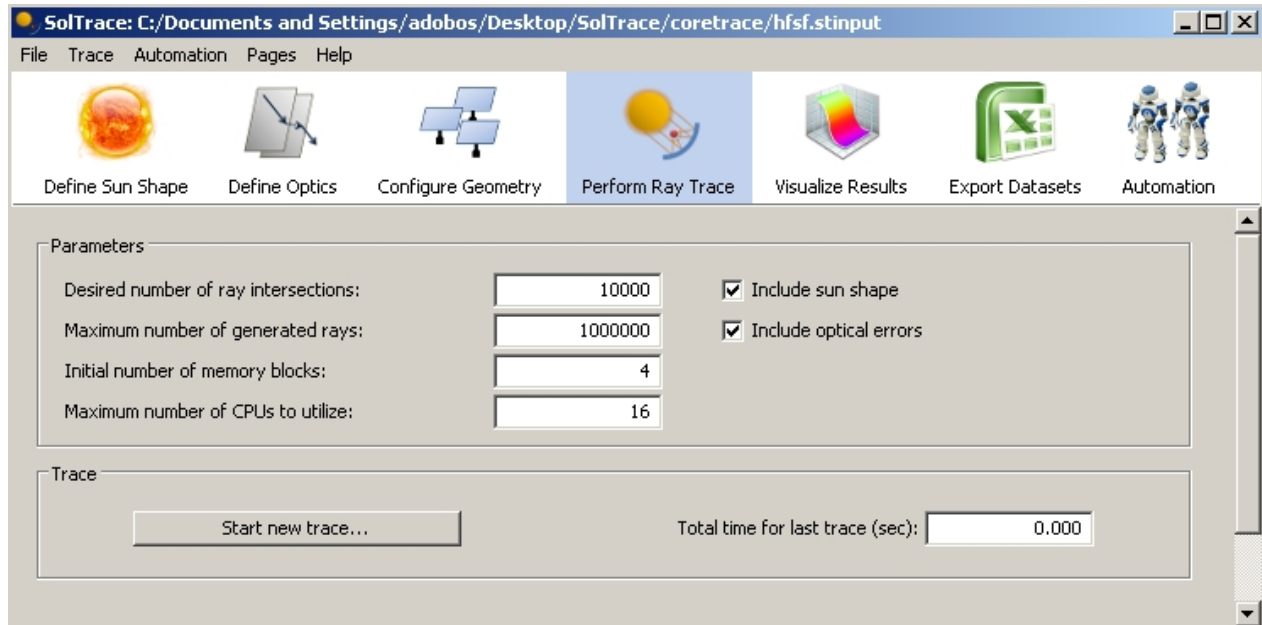 SolTrace: C:/Documents and Settings/adobos/Desktop/SolTrace/coretrace/hfsf.stinput
File Trace Automation Pages Help
Define Sun Shape Define Optics Configure Geometry Perform Ray Trace Visualize Results Export Datasets Automation
Parameters
Desired number of ray intersections: 10000 Include sun shape
Maximum number of generated rays: 1000000 Include optical errors
Initial number of memory blocks: 4
Maximum number of CPUs to utilize: 16
Trace
Start new trace... Total time for last trace (sec): 0.000